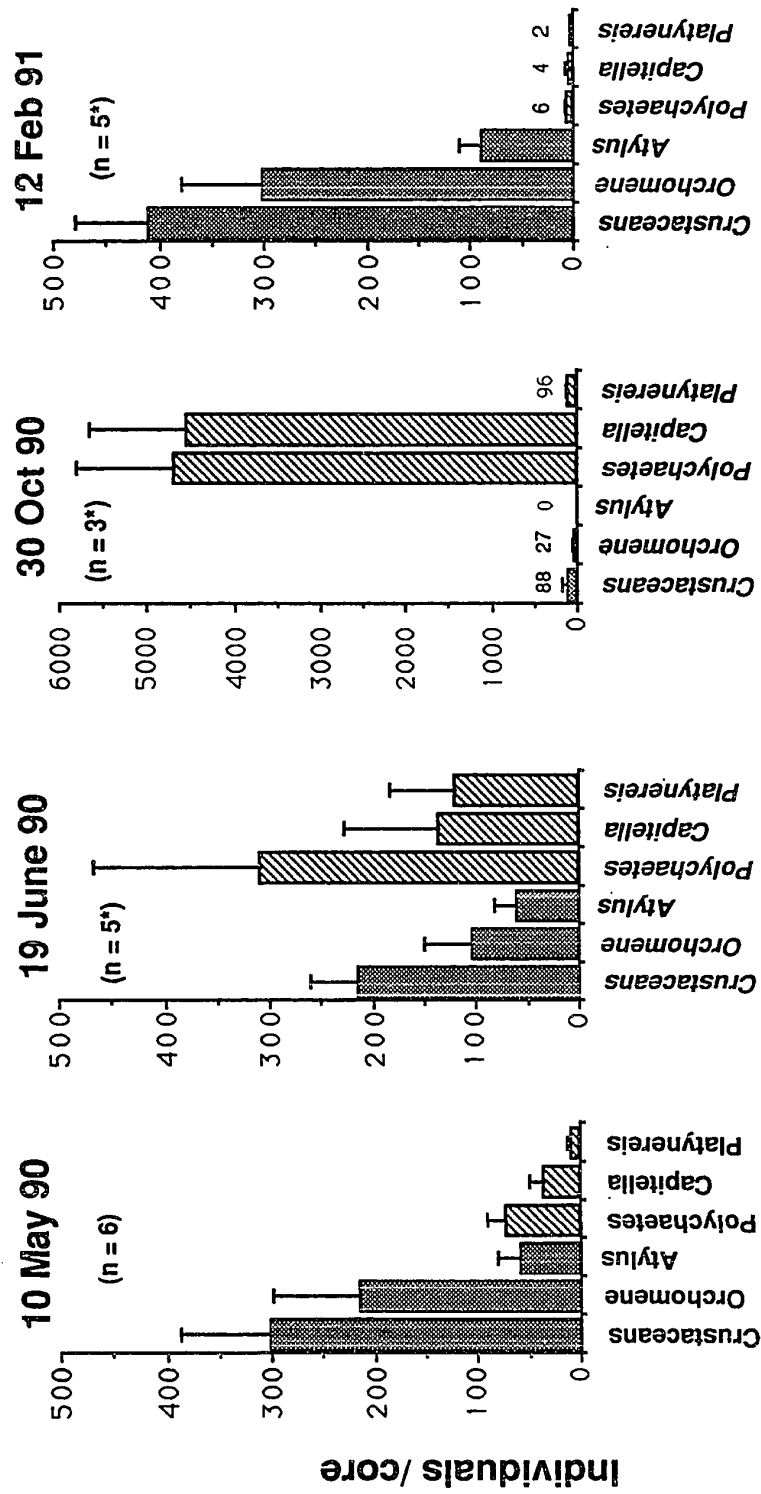 Individuals / core
10 May 90
(n = 6)
500
400
300
200
100
0
Crustaceans
Orchomene
Atylus
Polychaetes
Capitella
Platynereis
19 June 90
(n = 5*)
500
400
300
200
100
0
Crustaceans
Orchomene
Atylus
Polychaetes
Capitella
Platynereis
30 Oct 90
(n = 3*)
6000
5000
4000
3000
2000
1000
0
88
27
0
96
Crustaceans
Orchomene
Atylus
Polychaetes
Capitella
Platynereis
12 Feb 91
(n = 5*)
500
400
300
200
100
0
6
4
2
Crustaceans
Orchomene
Atylus
Polychaetes
Capitella
Platynereis